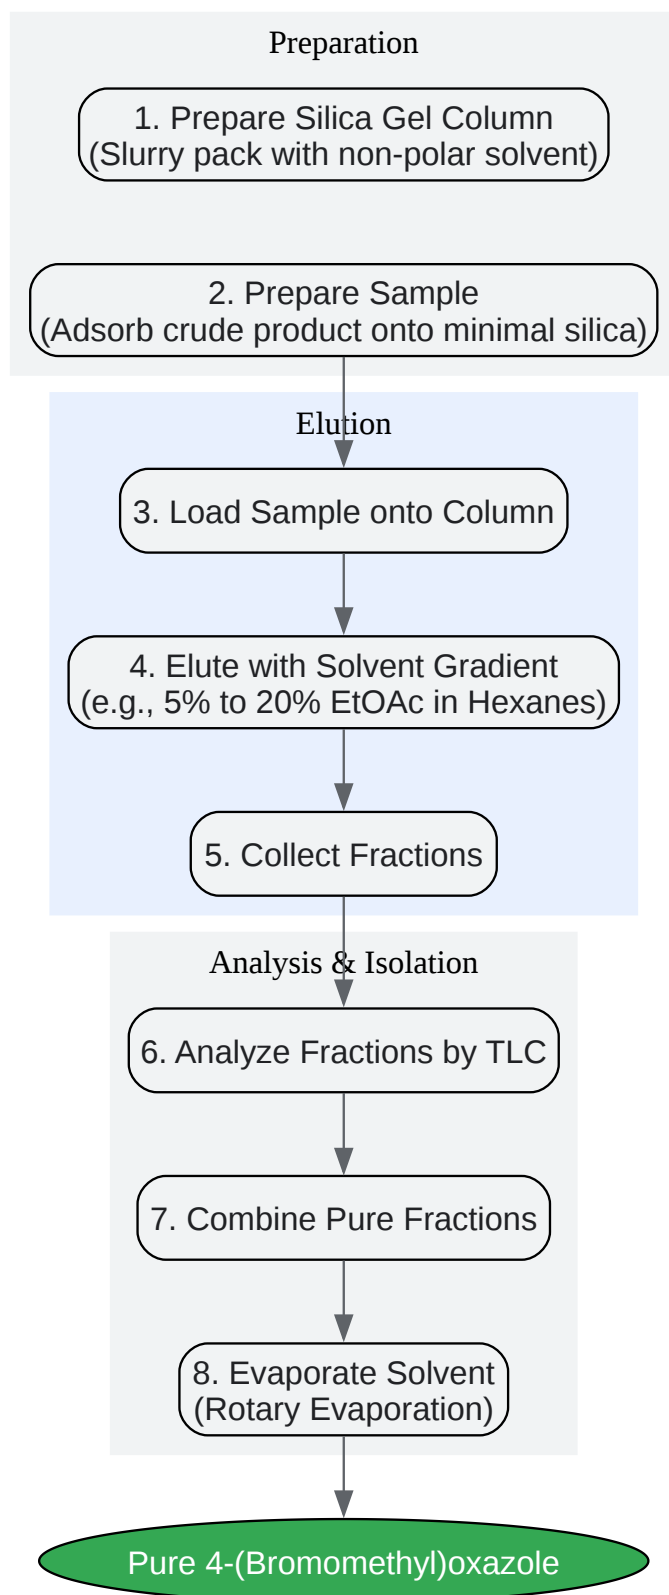 Preparation
1. Prepare Silica Gel Column
(Slurry pack with non-polar solvent)
2. Prepare Sample
(Adsorb crude product onto minimal silica)
Elution
3. Load Sample onto Column
4. Elute with Solvent Gradient
(e.g., 5% to 20% EtOAc in Hexanes)
5. Collect Fractions
Analysis & Isolation
6. Analyze Fractions by TLC
7. Combine Pure Fractions
8. Evaporate Solvent
(Rotary Evaporation)
Pure 4-(Bromomethyl)oxazole